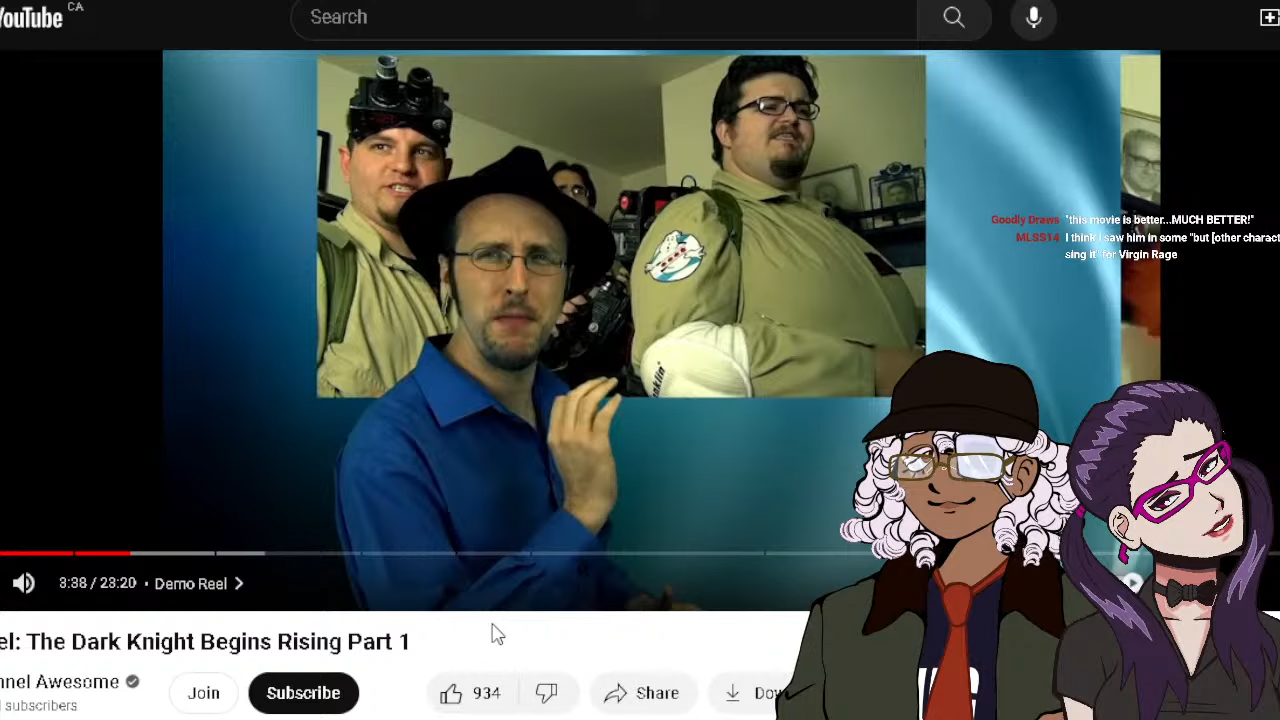 YouTube CA
Search
Goodly Draws "this movie is better...MUCH BETTER!"
MLSS14 I think I saw him in some "but [other charact
sing it" for Virgin Rage
3:38 / 23:20 • Demo Reel
el: The Dark Knight Begins Rising Part 1
nnel Awesome
subscribers
Join
Subscribe
934
Share
Dow